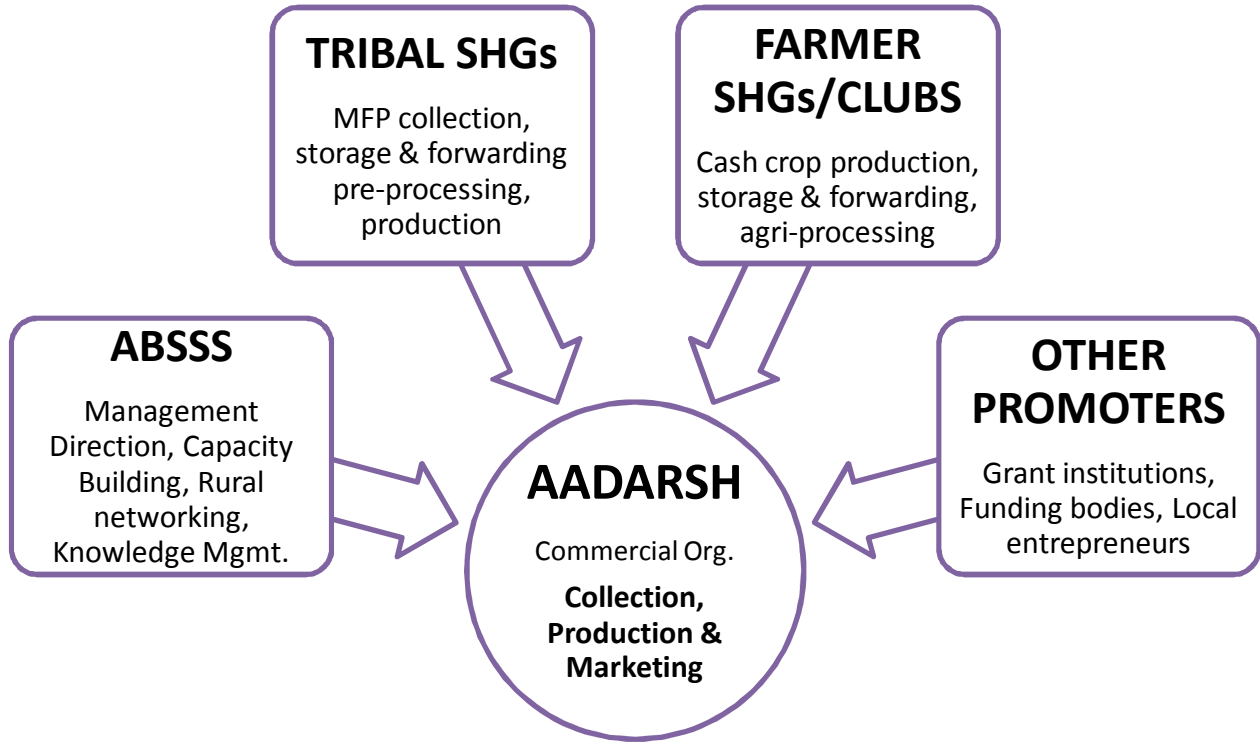 TRIBAL SHGs
MFP collection,
storage & forwarding
pre-processing,
production
FARMER
SHGs/CLUBS
Cash crop production,
storage & forwarding,
agri-processing
ABSSS
Management
Direction, Capacity
Building, Rural
networking,
Knowledge Mgmt.
OTHER
PROMOTERS
Grant institutions,
Funding bodies, Local
entrepreneurs
AADARSH
Commercial Org.
Collection,
Production &
Marketing